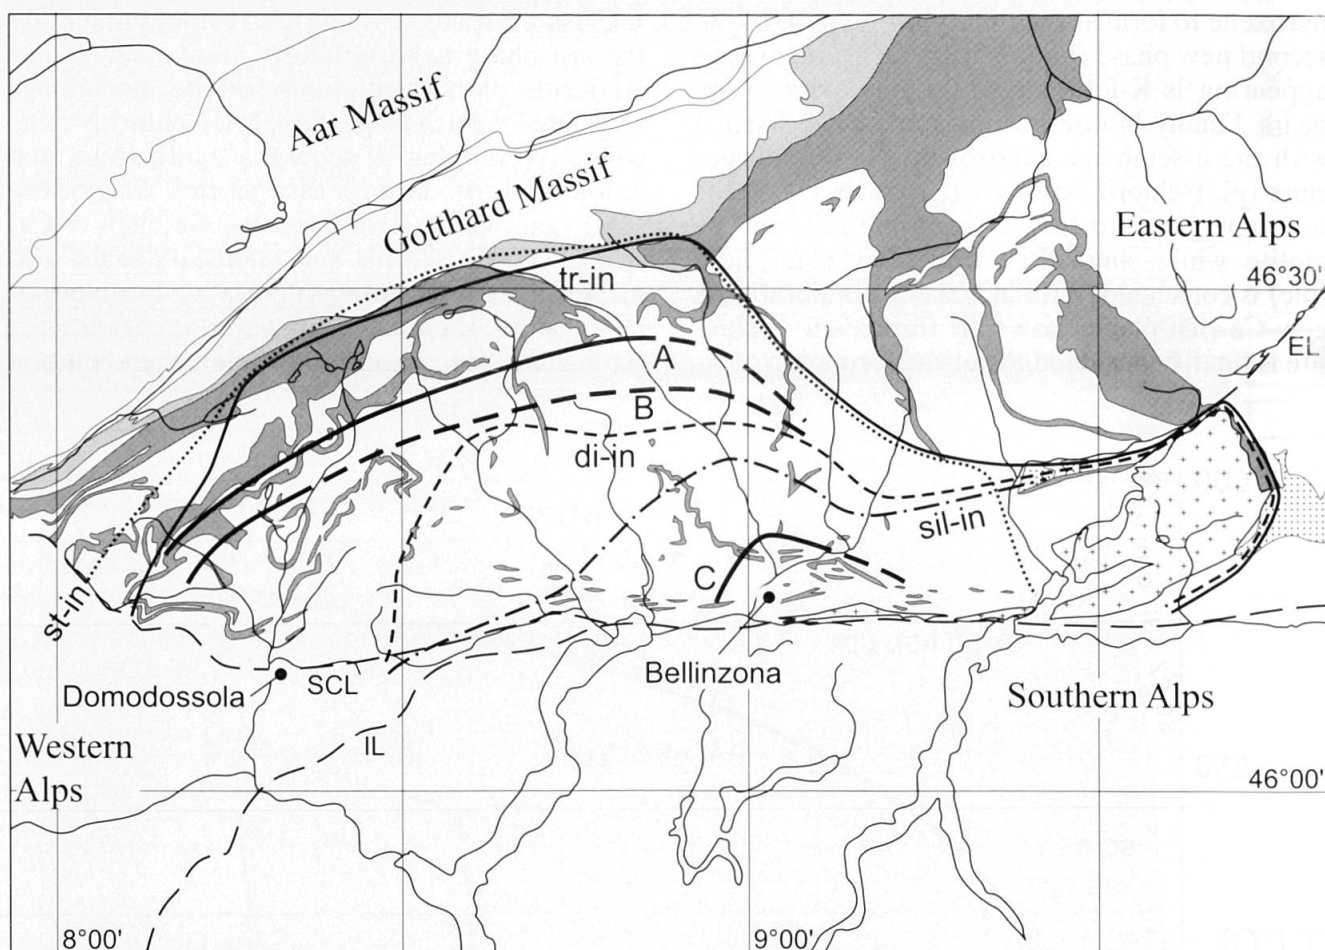 Aar Massif
Gotthard Massif
Eastern Alps
46°30'
tr-in
EL
A
B
di-in
sil-in
C
st-in
Domodossola
SCL
Bellinzona
Southern Alps
Western
Alps
IL
46°00'
8°00'
9°00'